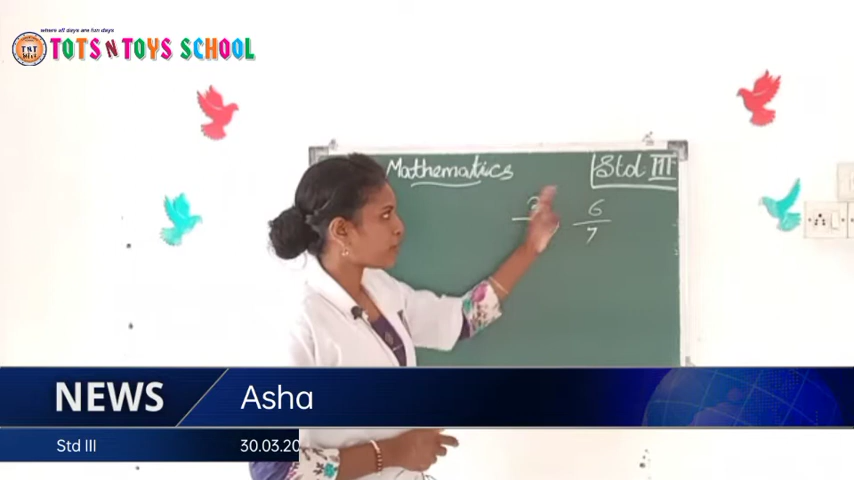 where all days are fun days
TOTS N TOYS SCHOOL
TNT
Mathematics
Std III
6
7
NEWS
Asha
Std III
30.03.20